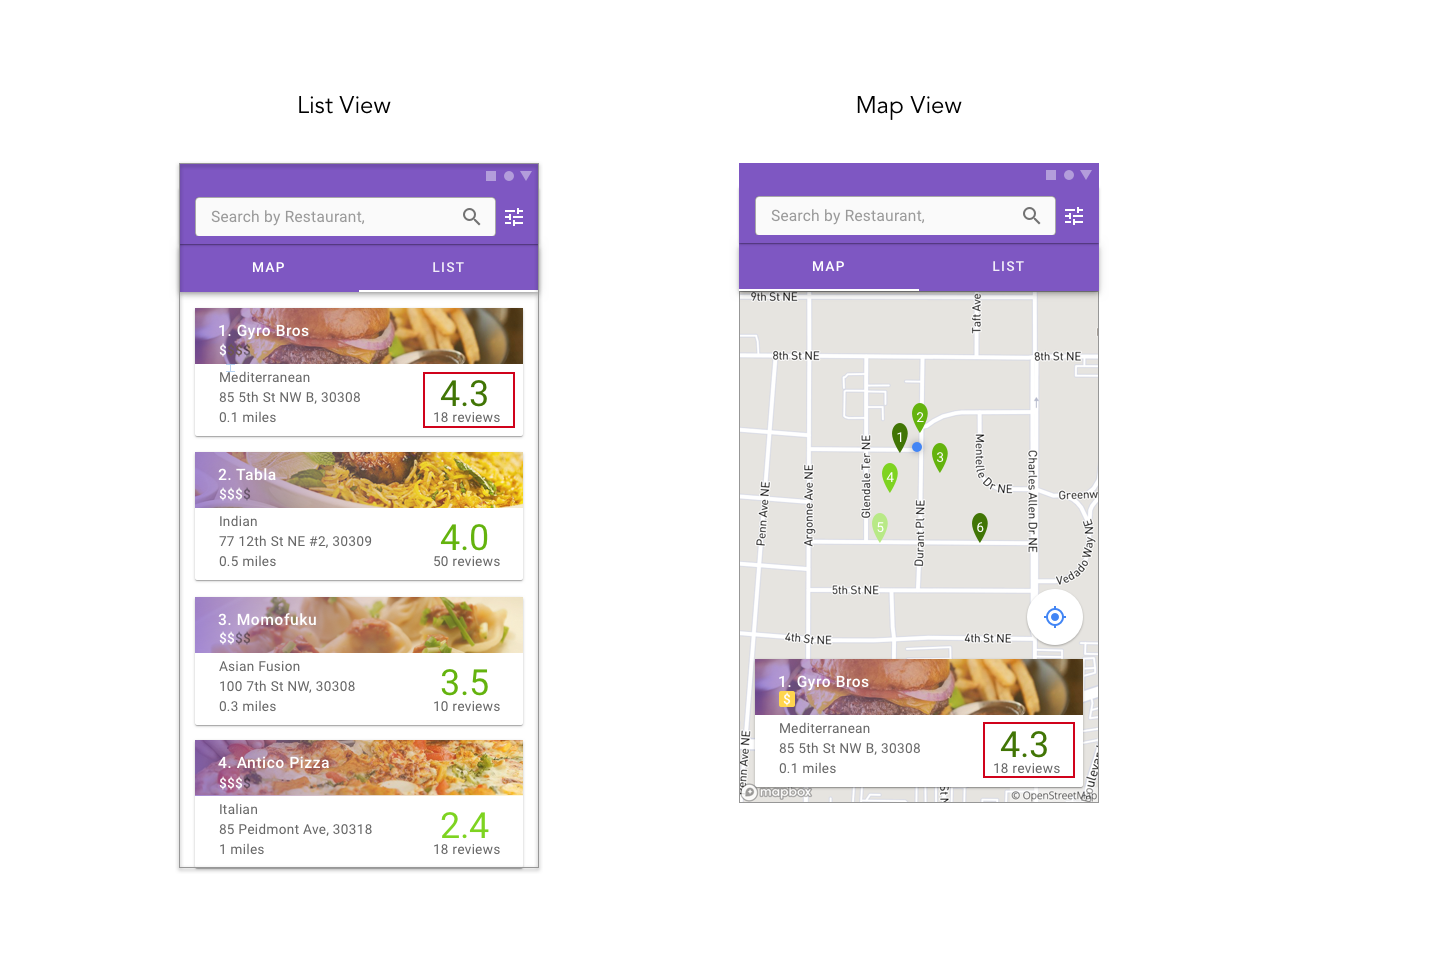 List View
Search by Restaurant,
MAP
LIST
1. Gyro Bros
$$$$
Mediterranean
85 5th St NW B, 30308
0.1 miles
4.3
18 reviews
2. Tabla
$$$$
Indian
77 12th St NE #2, 30309
0.5 miles
4.0
50 reviews
3. Momofuku
$$$$
Asian Fusion
100 7th St NW, 30308
0.3 miles
3.5
10 reviews
4. Antico Pizza
$$$$
Italian
85 Peidmont Ave, 30318
1 miles
2.4
18 reviews
Map View
Search by Restaurant,
MAP
LIST
9th St NE
Taft Ave
8th St NE
8th St NE
2
1
3
4
5
6
Glendale Ter NE
Mentelle Dr NE
Charles Allen Dr NE
Argonne Ave NE
Penn Ave NE
Durant Pl NE
Greenw
Vedado Way NE
5th St NE
4th St NE
4th St NE
1. Gyro Bros
$
Mediterranean
85 5th St NW B, 30308
0.1 miles
4.3
18 reviews
enn Ave NE
oulevar
St N
mapbox
© OpenStreetMap